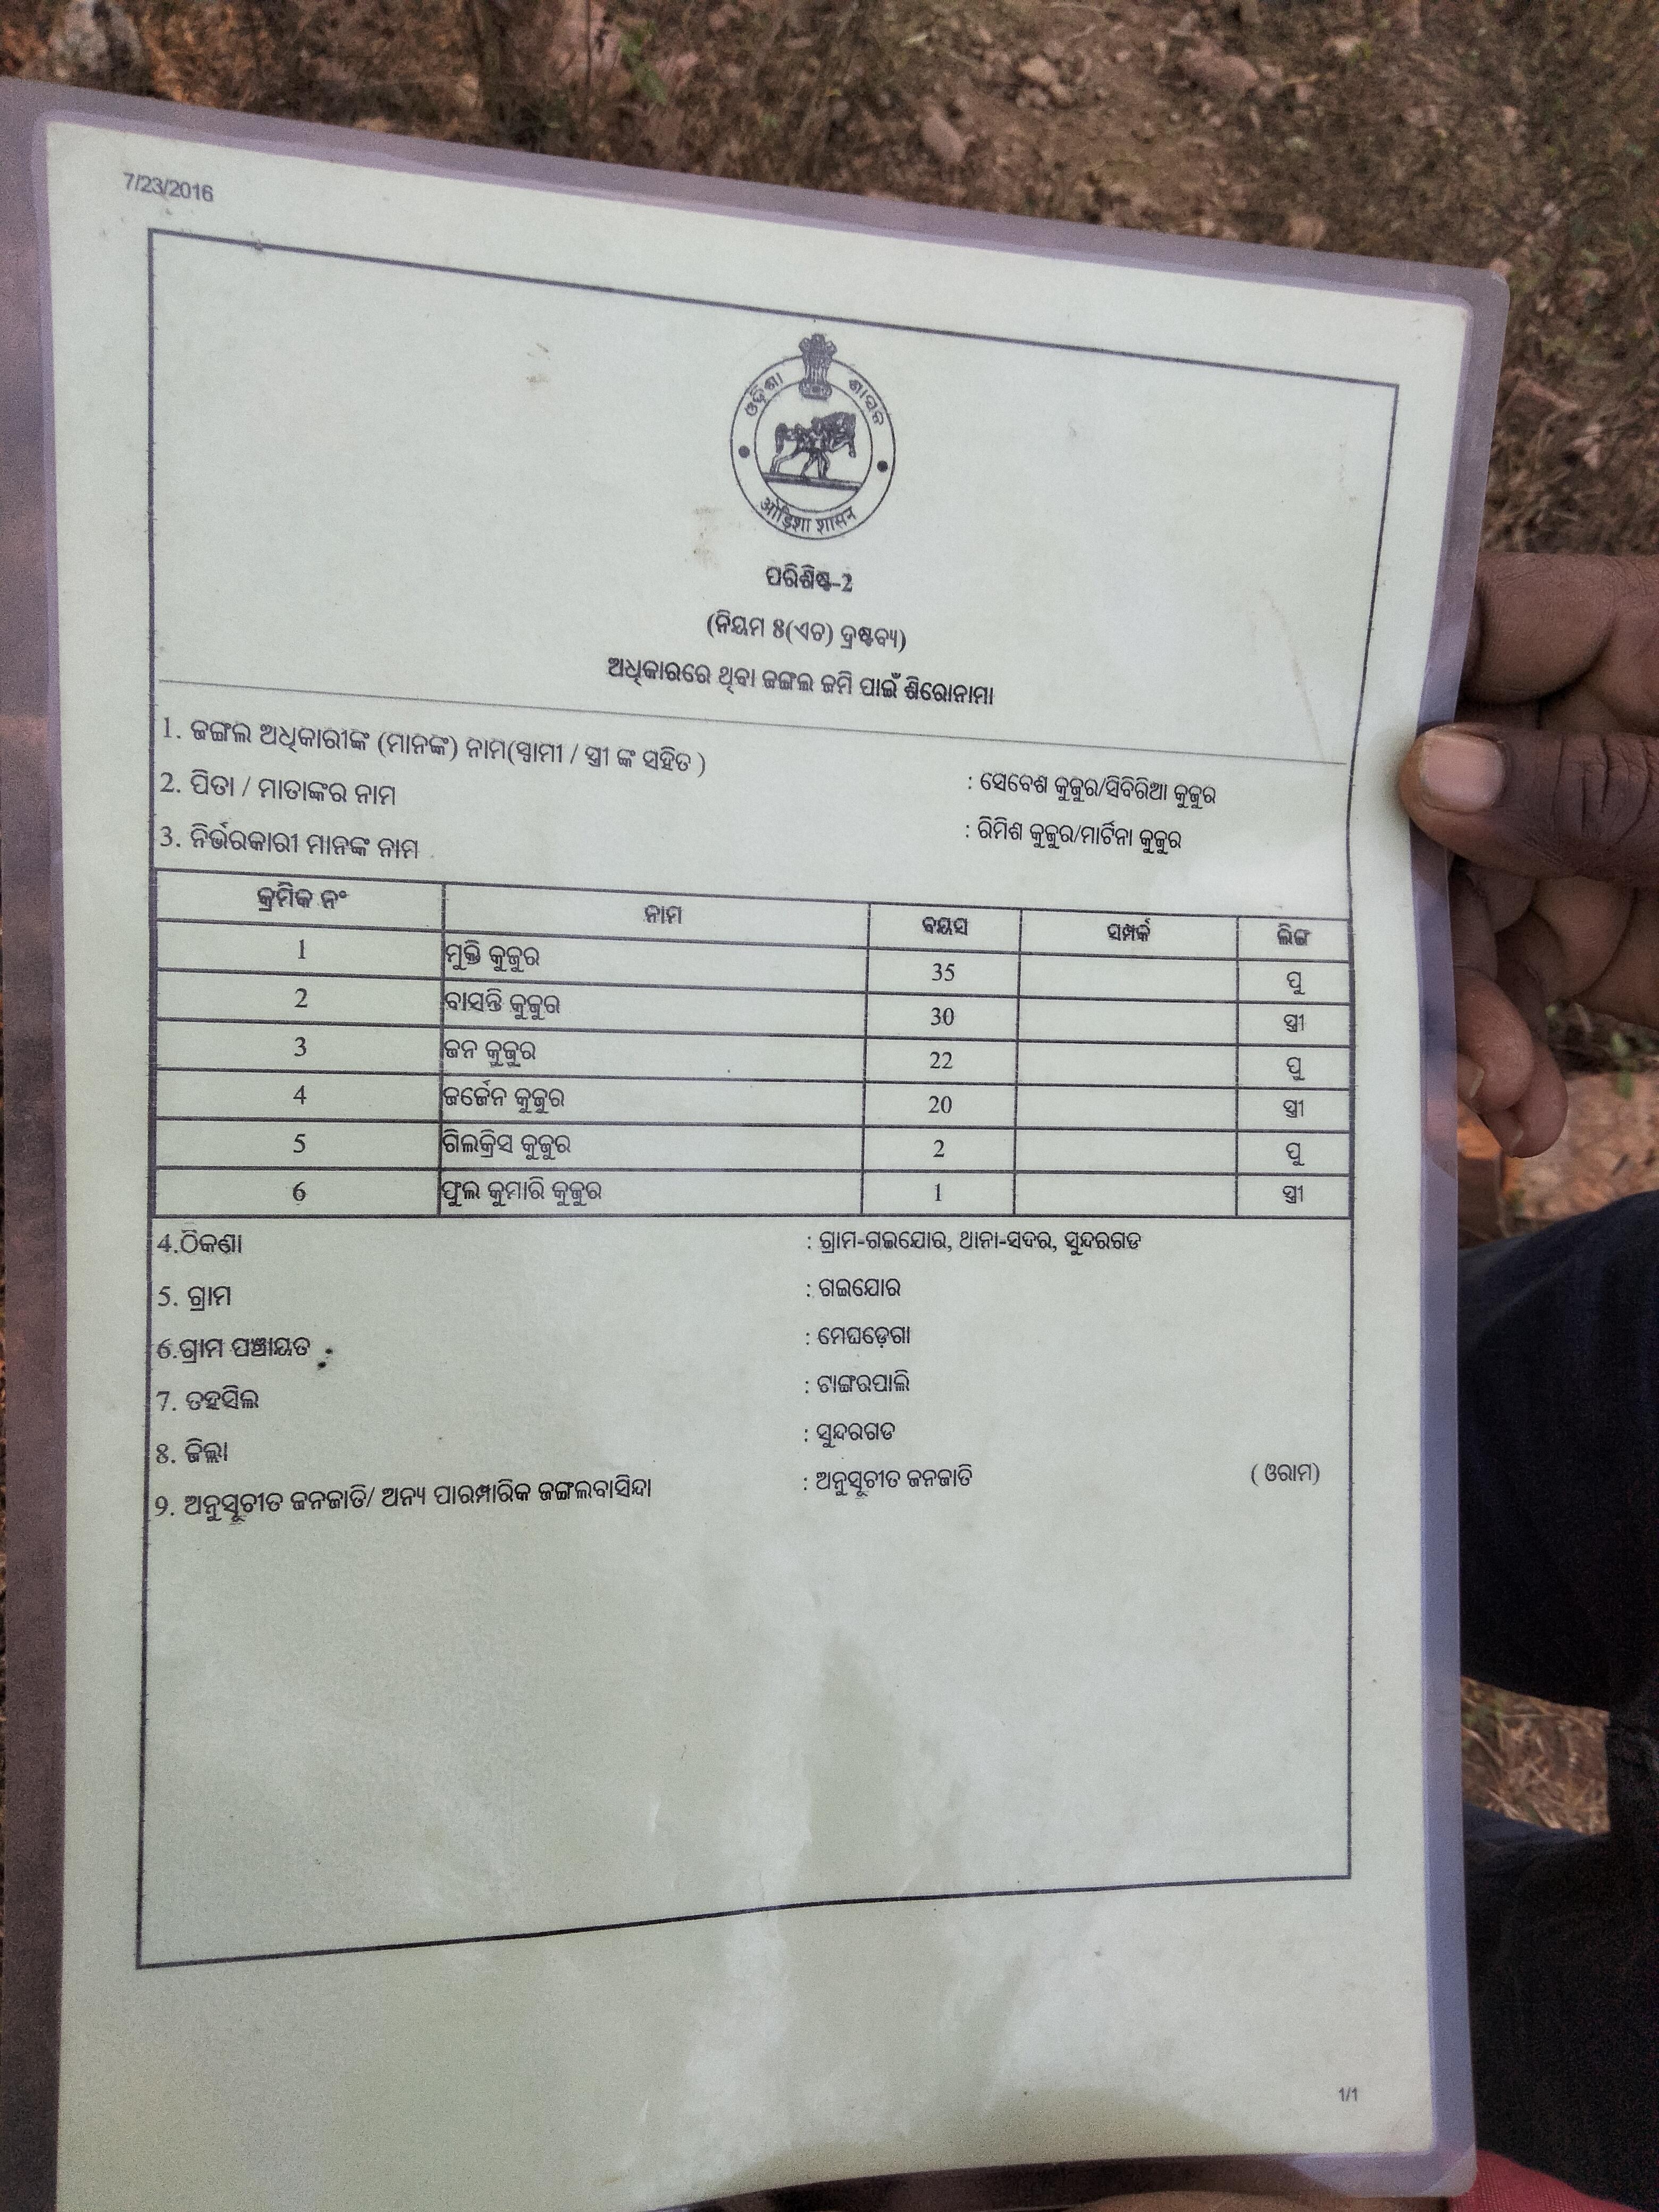 7/23/2016
ଓଡ଼ିଶା ଶାସନ
ओड़िशा शासन
ପରିଶିଷ୍ଟ-2
(ନିୟମ ୫(ଏଚ) ଦ୍ରଷ୍ଟବ୍ୟ)
ଅଧିକାରରେ ଥିବା ଜଙ୍ଗଲ ଜମି ପାଇଁ ଶିରୋନାମା
1. ଜଙ୍ଗଲ ଅଧିକାରୀଙ୍କ (ମାନଙ୍କ) ନାମ(ସ୍ୱାମୀ / ସ୍ତ୍ରୀ ଙ୍କ ସହିତ ) : ସେବେଶ କୁଜୁର/ସିବିରିଆ କୁଜୁର
2. ପିତା / ମାତାଙ୍କର ନାମ : ରିମିଶ କୁଜୁର/ମାର୍ଟିନା କୁଜୁର
3. ନିର୍ଭରକାରୀ ମାନଙ୍କ ନାମ
କ୍ରମିକ ନଂ ନାମ ବୟସ ସମ୍ପର୍କ ଲିଙ୍ଗ
1 ମୁକ୍ତି କୁଜୁର 35 ପୁ
2 ବାସନ୍ତି କୁଜୁର 30 ସ୍ତ୍ରୀ
3 ଜନ କୁଜୁର 22 ପୁ
4 ଜର୍ଜେନ କୁଜୁର 20 ସ୍ତ୍ରୀ
5 ଗିଲକ୍ରିସ କୁଜୁର 2 ପୁ
6 ଫୁଲ କୁମାରି କୁଜୁର 1 ସ୍ତ୍ରୀ
4.ଠିକଣା : ଗ୍ରାମ-ଗଇଯୋର, ଥାନା-ସଦର, ସୁନ୍ଦରଗଡ
5. ଗ୍ରାମ : ଗଇଯୋର
6.ଗ୍ରାମ ପଞ୍ଚାୟତ : ମେଘଡ଼େଗା
7. ତହସିଲ : ଟାଙ୍ଗରପାଲି
8. ଜିଲ୍ଲା : ସୁନ୍ଦରଗଡ
9. ଅନୁସୂଚୀତ ଜନଜାତି/ ଅନ୍ୟ ପାରମ୍ପାରିକ ଜଙ୍ଗଲବାସିନ୍ଦା : ଅନୁସୂଚୀତ ଜନଜାତି ( ଓରାମ)
1/1